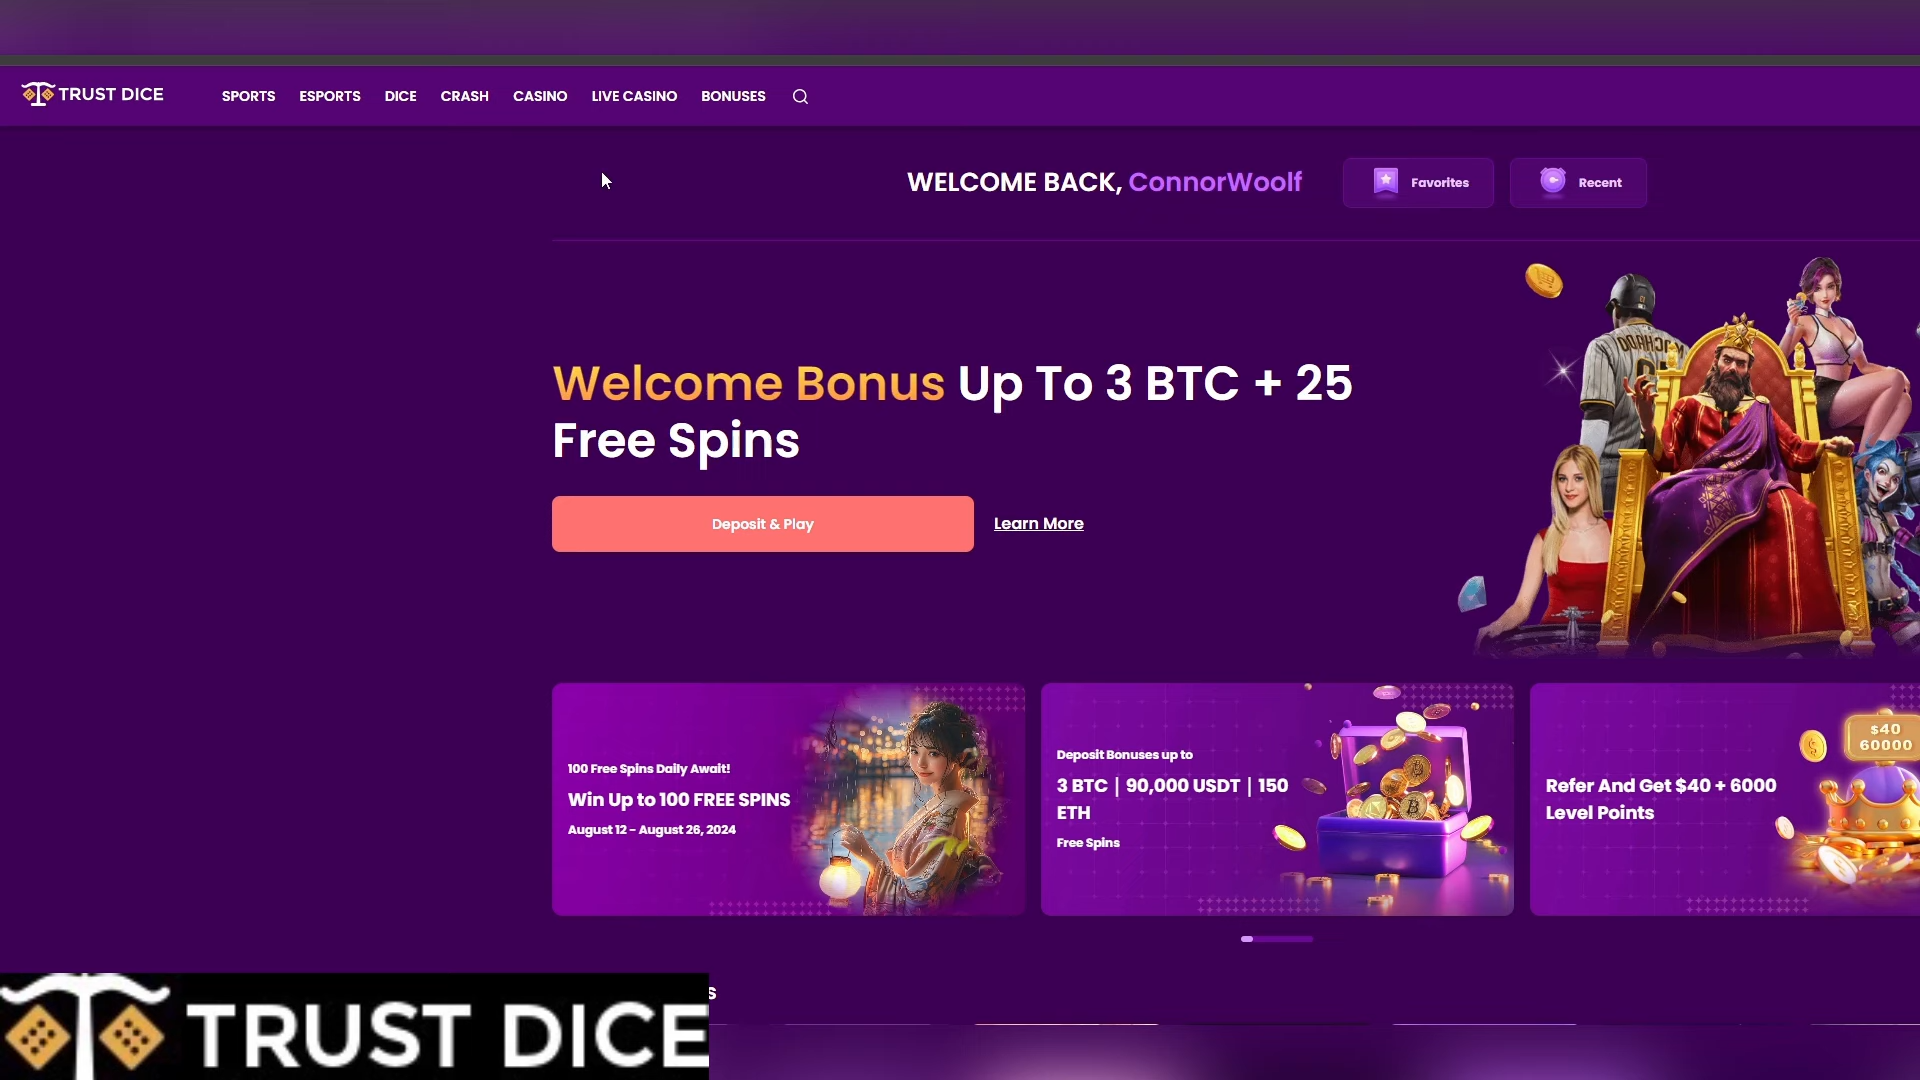 TRUST DICE
SPORTS
ESPORTS
DICE
CRASH
CASINO
LIVE CASINO
BONUSES
WELCOME BACK, ConnorWoolf
Favorites
Recent
Welcome Bonus Up To 3 BTC + 25
Free Spins
Deposit & Play
Learn More
100 Free Spins Daily Await!
Win Up to 100 FREE SPINS
August 12 - August 26, 2024
Deposit Bonuses up to
3 BTC | 90,000 USDT | 150
ETH
Free Spins
Refer And Get $40 + 6000
Level Points
$40
60000
TRUST DICE